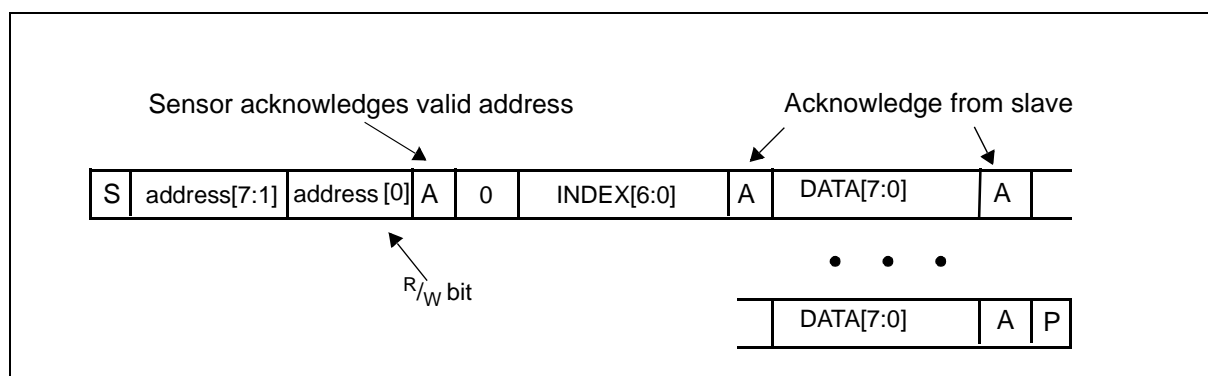 Sensor acknowledges valid address
Acknowledge from slave
S address[7:1] address [0] A 0 INDEX[6:0] A DATA[7:0] A
R/W bit
DATA[7:0] A P